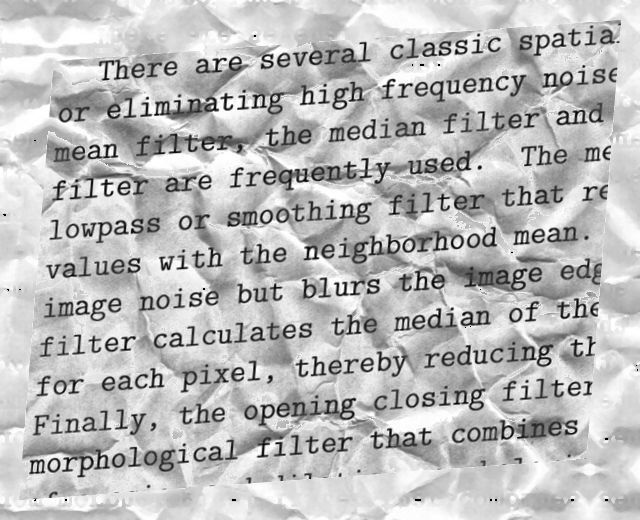 There are several classic spatial
or eliminating high frequency noise
mean filter, the median filter and
filter are frequently used. The me
lowpass or smoothing filter that re
values with the neighborhood mean.
image noise but blurs the image edg
filter calculates the median of the
for each pixel, thereby reducing th
Finally, the opening closing filter
morphological filter that combines